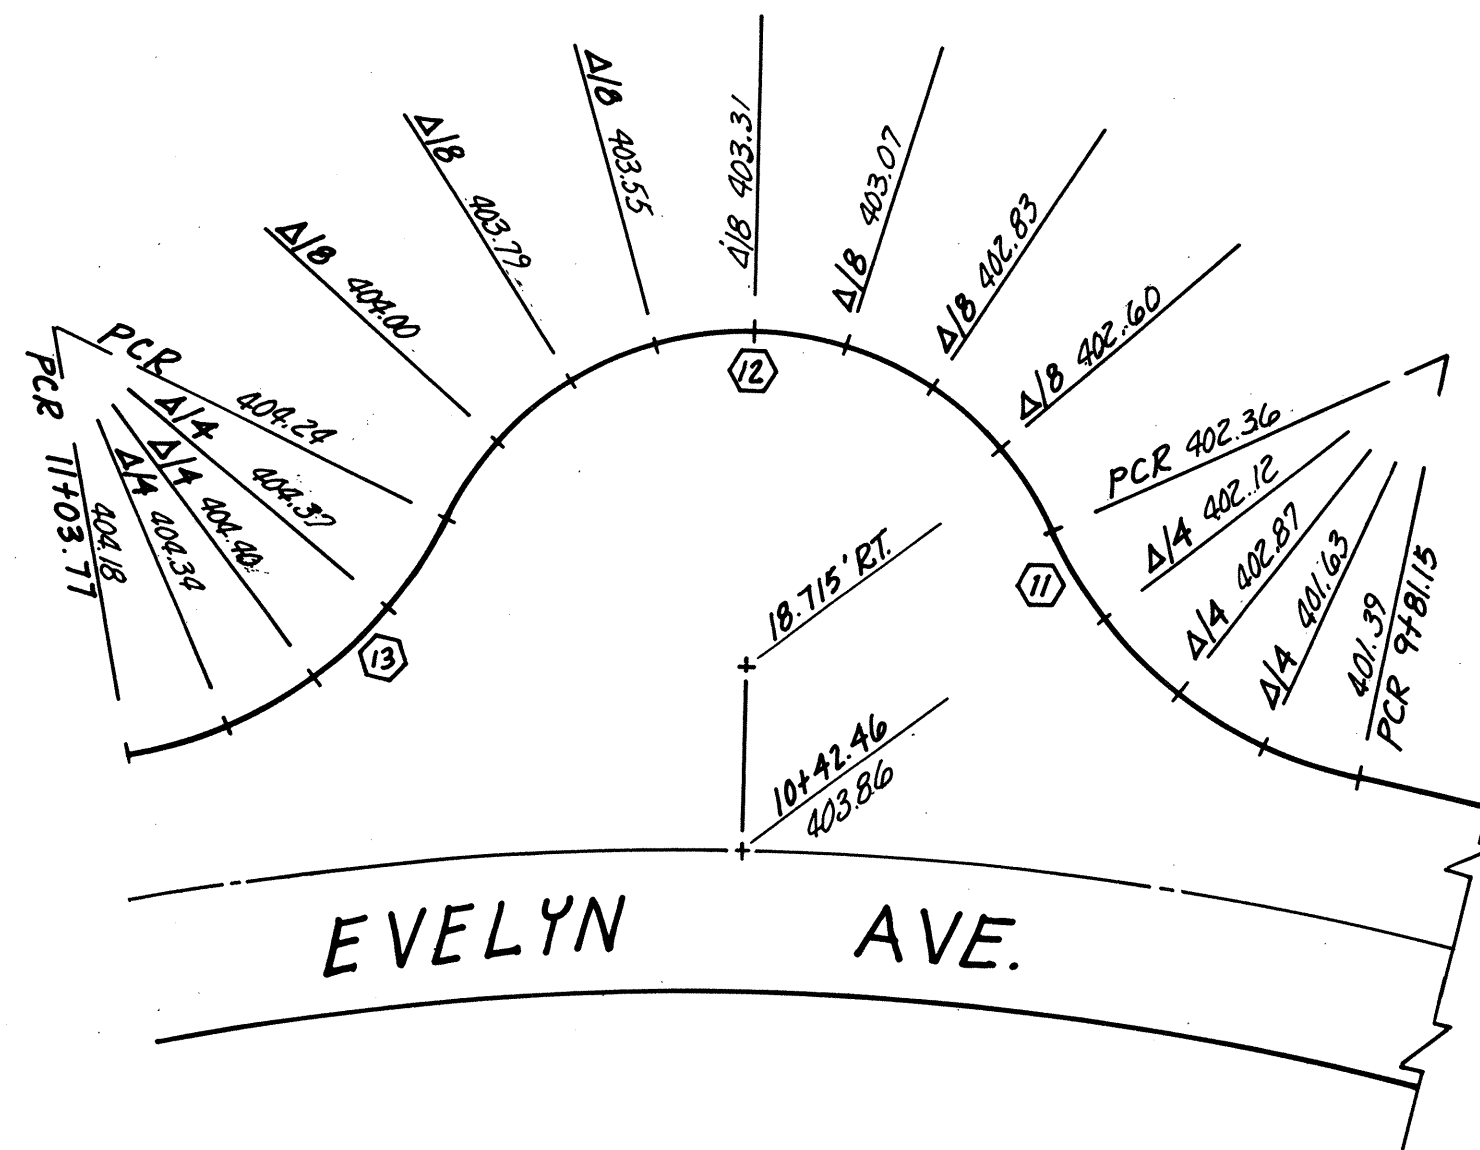 PCR 11+03.77
404.18
Δ/4 404.34
Δ/4 404.40
Δ/4 404.37
PCR 404.24
Δ/8 404.00
Δ/8 403.79
Δ/8 403.55
Δ/8 403.31
Δ/8 403.07
Δ/8 402.83
Δ/8 402.60
PCR 402.36
Δ/4 402.12
Δ/4 402.87
Δ/4 401.63
401.39
PCR 9+81.15
12
11
13
18.715' RT.
10+42.46
403.86
EVELYN AVE.